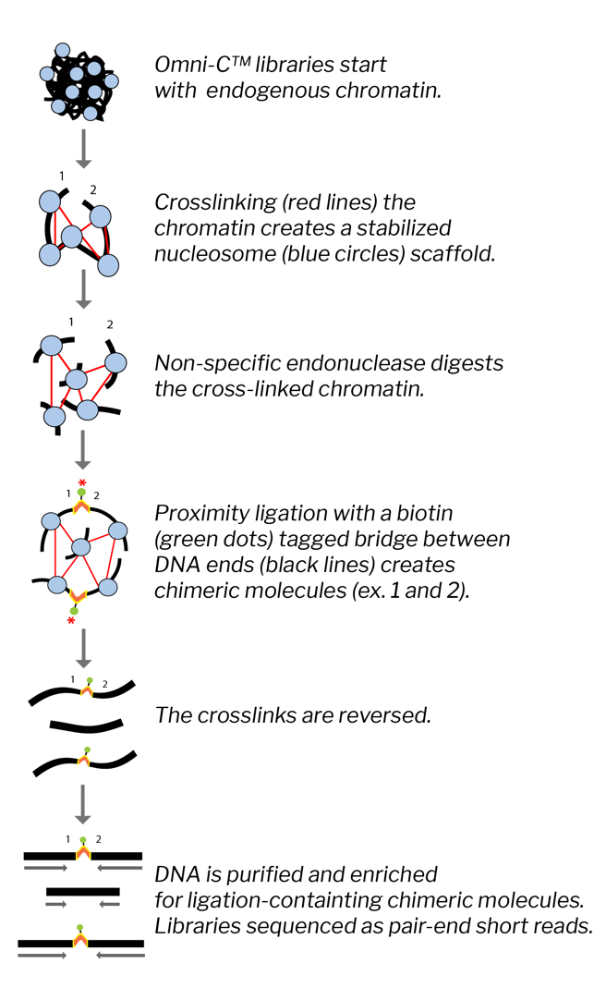 Omni-C™ libraries start
with endogenous chromatin.
1
2
Crosslinking (red lines) the
chromatin creates a stabilized
nucleosome (blue circles) scaffold.
1
2
Non-specific endonuclease digests
the cross-linked chromatin.
*
1 2
Proximity ligation with a biotin
(green dots) tagged bridge between
DNA ends (black lines) creates
chimeric molecules (ex. 1 and 2).
*
1 2
The crosslinks are reversed.
1 2
DNA is purified and enriched
for ligation-containting chimeric molecules.
Libraries sequenced as pair-end short reads.